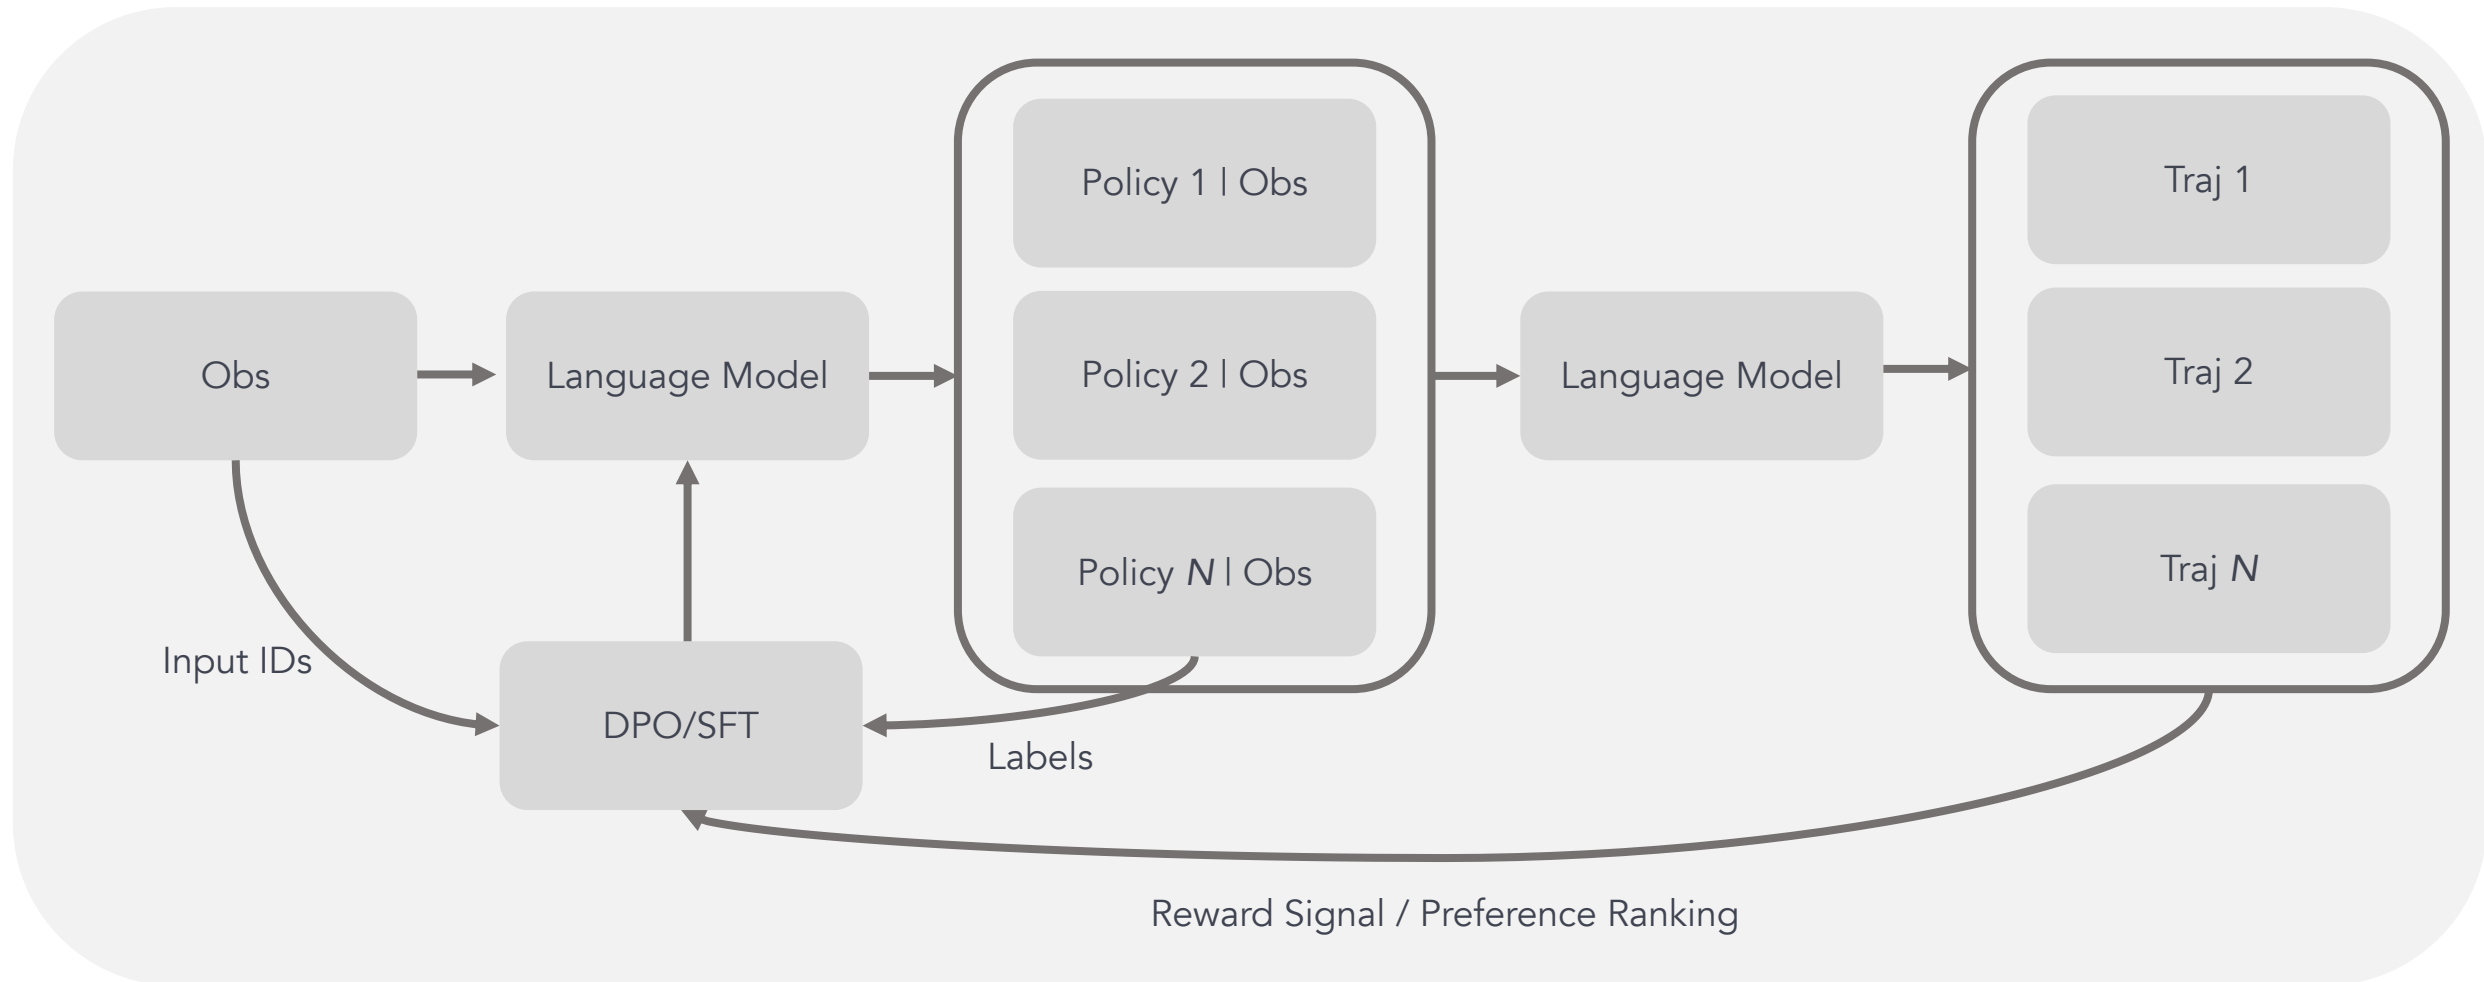 Obs
Language Model
Policy 1 | Obs
Policy 2 | Obs
Policy N | Obs
Language Model
Traj 1
Traj 2
Traj N
Input IDs
DPO/SFT
Labels
Reward Signal / Preference Ranking